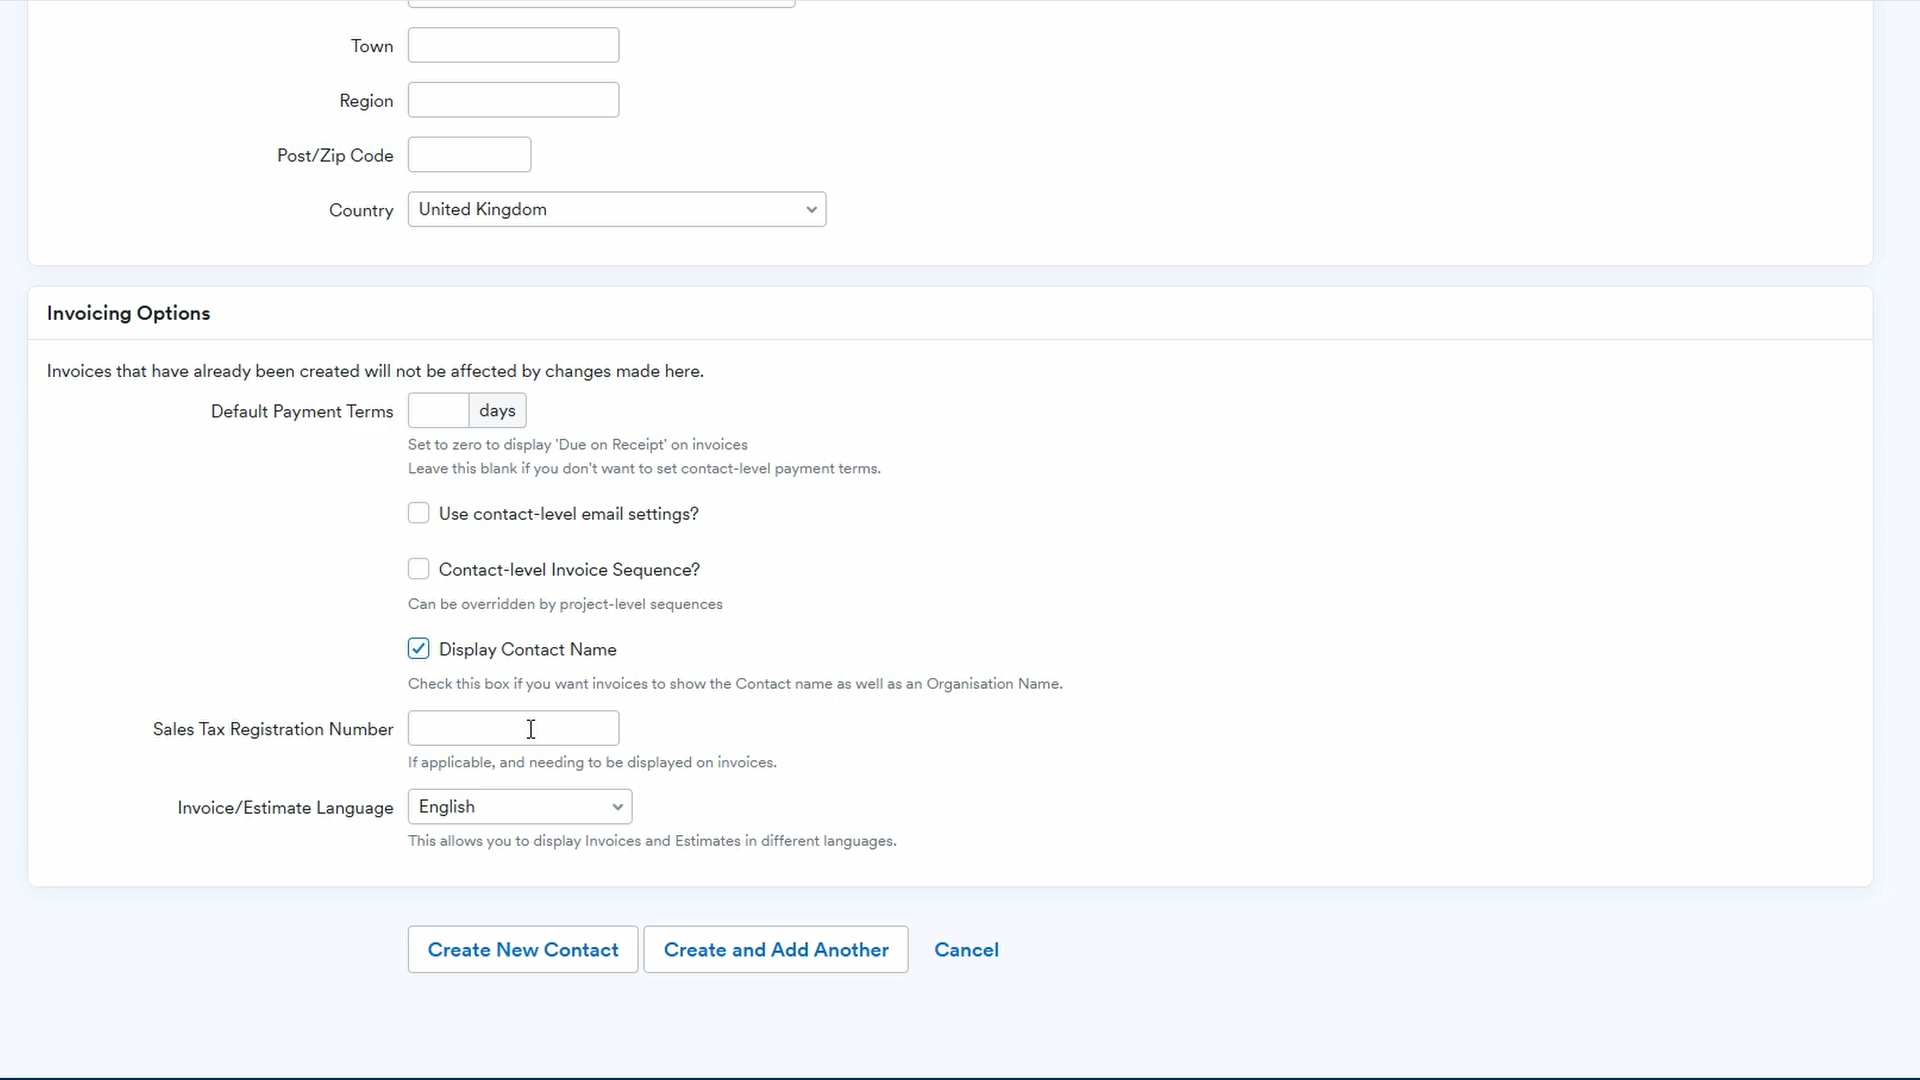 Town
Region
Post/Zip Code
Country United Kingdom
Invoicing Options
Invoices that have already been created will not be affected by changes made here.
Default Payment Terms days
Set to zero to display 'Due on Receipt' on invoices
Leave this blank if you don't want to set contact-level payment terms.
Use contact-level email settings?
Contact-level Invoice Sequence?
Can be overridden by project-level sequences
Display Contact Name
Check this box if you want invoices to show the Contact name as well as an Organisation Name.
Sales Tax Registration Number
If applicable, and needing to be displayed on invoices.
Invoice/Estimate Language English
This allows you to display Invoices and Estimates in different languages.
Create New Contact Create and Add Another Cancel